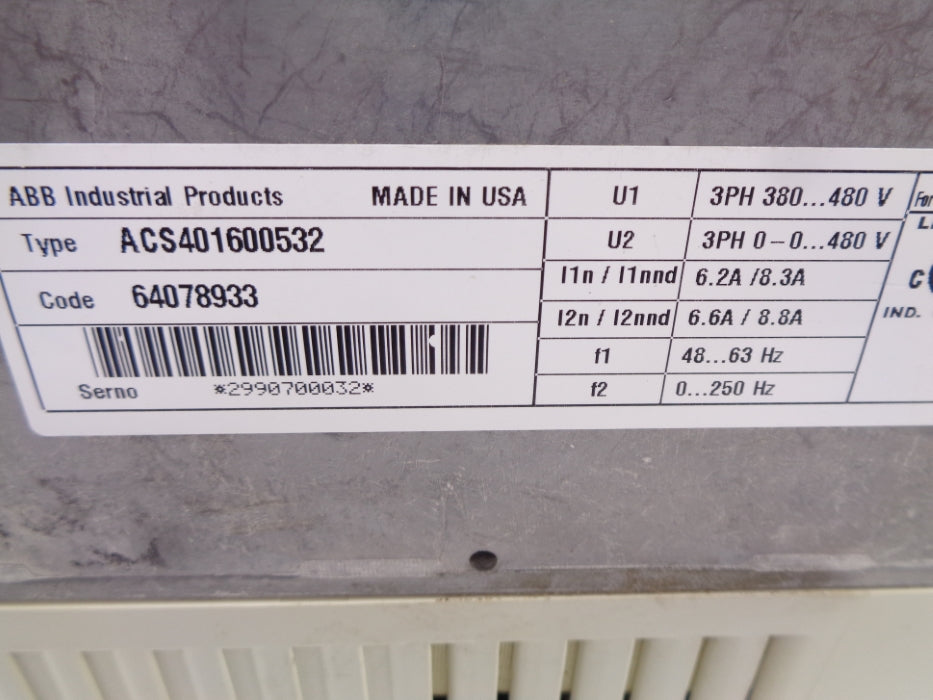 ABB Industrial Products MADE IN USA
Type ACS401600532
Code 64078933
Serno *2990700032*
U1 3PH 380...480 V
U2 3PH 0–0...480 V
I1n / I1nnd 6.2A /8.3A
I2n / I2nnd 6.6A / 8.8A
f1 48...63 Hz
f2 0...250 Hz
For
C
IND.